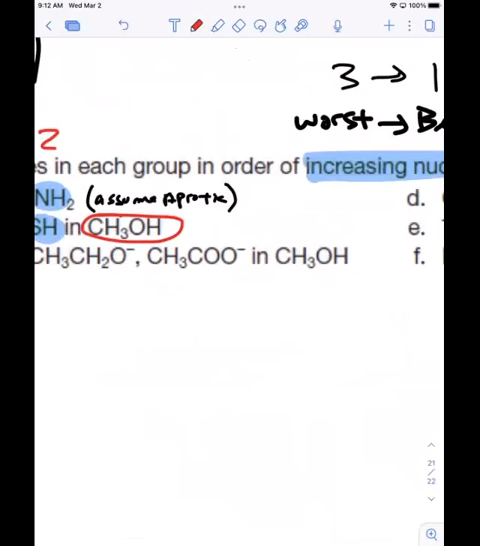 9:12 AM Wed Mar 2
100%
3 → 1
worst →
2
s in each group in order of increasing nuc
NH₂ (assume Aprotic) d.
SH in CH₃OH e.
CH₃CH₂O⁻, CH₃COO⁻ in CH₃OH f.
21
/
22